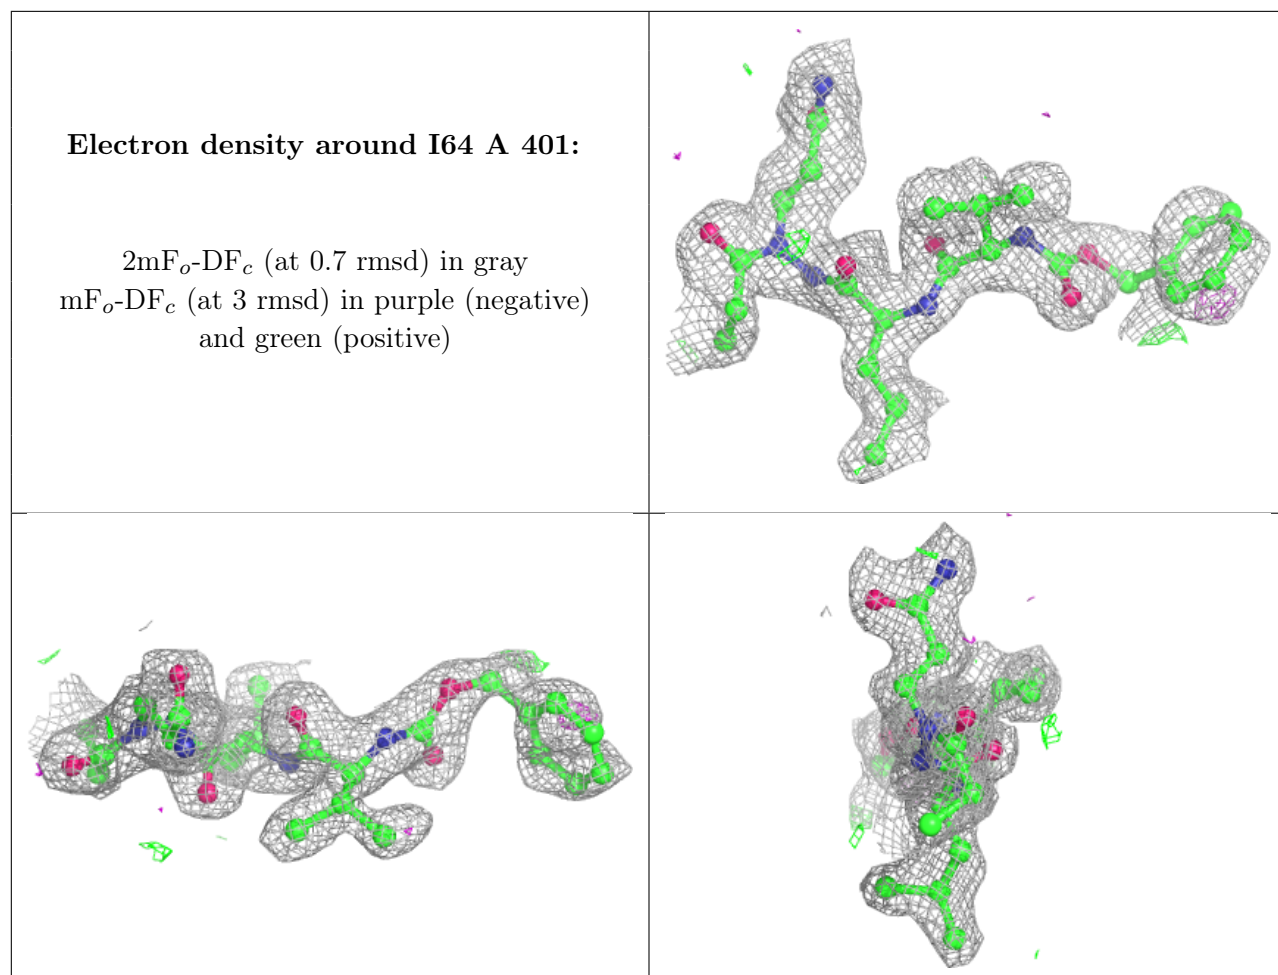 Electron density around I64 A 401:
2mFo-DFc (at 0.7 rmsd) in gray
mFo-DFc (at 3 rmsd) in purple (negative)
and green (positive)